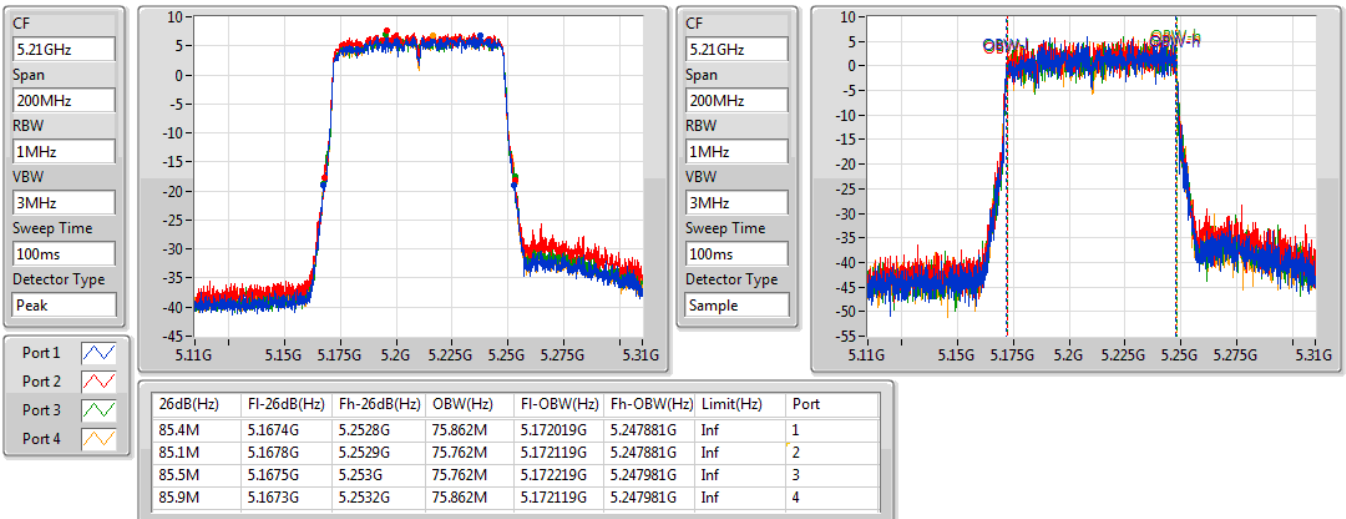 CF
5.21GHz
Span
200MHz
RBW
1MHz
VBW
3MHz
Sweep Time
100ms
Detector Type
Peak
10
5
0
-5
-10
-15
-20
-25
-30
-35
-40
-45
5.11G 5.15G 5.175G 5.2G 5.225G 5.25G 5.275G 5.31G
CF
5.21GHz
Span
200MHz
RBW
1MHz
VBW
3MHz
Sweep Time
100ms
Detector Type
Sample
10
5
0
-5
-10
-15
-20
-25
-30
-35
-40
-45
-50
-55
OBW-l OBW-h
5.11G 5.15G 5.175G 5.2G 5.225G 5.25G 5.275G 5.31G
Port 1
Port 2
Port 3
Port 4
26dB(Hz) Fl-26dB(Hz) Fh-26dB(Hz) OBW(Hz) Fl-OBW(Hz) Fh-OBW(Hz) Limit(Hz) Port
85.4M 5.1674G 5.2528G 75.862M 5.172019G 5.247881G Inf 1
85.1M 5.1678G 5.2529G 75.762M 5.172119G 5.247881G Inf 2
85.5M 5.1675G 5.253G 75.762M 5.172219G 5.247981G Inf 3
85.9M 5.1673G 5.2532G 75.862M 5.172119G 5.247981G Inf 4